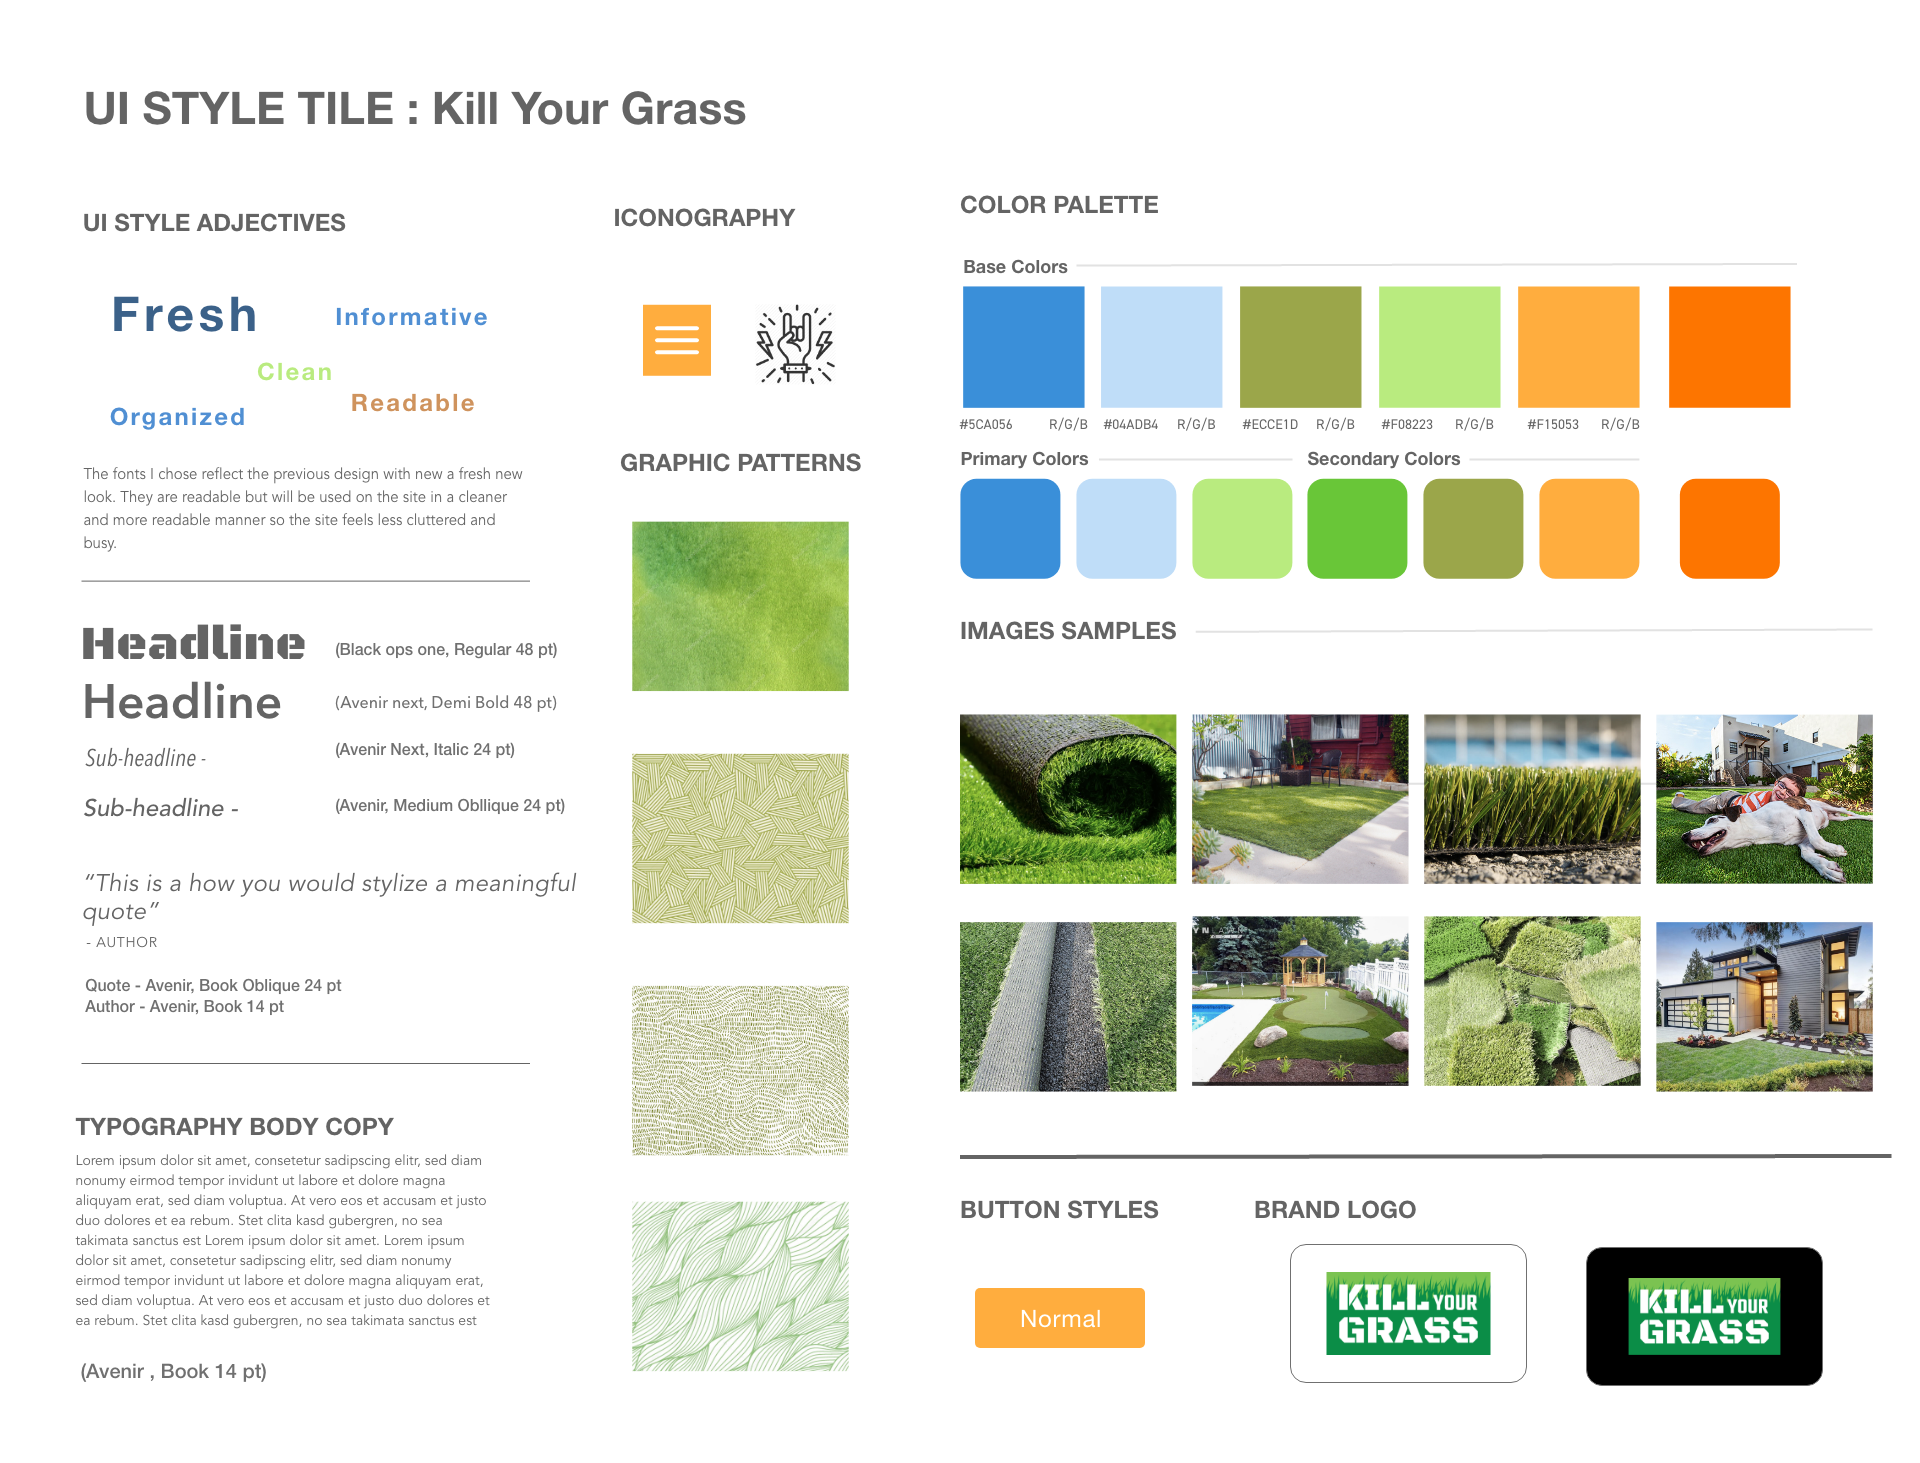 UI STYLE TILE : Kill Your Grass
UI STYLE ADJECTIVES
Fresh
Informative
Clean
Readable
Organized
The fonts I chose reflect the previous design with new a fresh new
look. They are readable but will be used on the site in a cleaner
and more readable manner so the site feels less cluttered and
busy.
Headline
(Black ops one, Regular 48 pt)
Headline
(Avenir next, Demi Bold 48 pt)
Sub-headline -
(Avenir Next, Italic 24 pt)
Sub-headline -
(Avenir, Medium Obllique 24 pt)
”This is a how you would stylize a meaningful
quote”
- AUTHOR
Quote - Avenir, Book Oblique 24 pt
Author - Avenir, Book 14 pt
TYPOGRAPHY BODY COPY
Lorem ipsum dolor sit amet, consetetur sadipscing elitr, sed diam
nonumy eirmod tempor invidunt ut labore et dolore magna
aliquyam erat, sed diam voluptua. At vero eos et accusam et justo
duo dolores et ea rebum. Stet clita kasd gubergren, no sea
takimata sanctus est Lorem ipsum dolor sit amet. Lorem ipsum
dolor sit amet, consetetur sadipscing elitr, sed diam nonumy
eirmod tempor invidunt ut labore et dolore magna aliquyam erat,
sed diam voluptua. At vero eos et accusam et justo duo dolores et
ea rebum. Stet clita kasd gubergren, no sea takimata sanctus est
(Avenir , Book 14 pt)
ICONOGRAPHY
GRAPHIC PATTERNS
COLOR PALETTE
Base Colors
#5CA056 R/G/B #04ADB4 R/G/B #ECCE1D R/G/B #F08223 R/G/B #F15053 R/G/B
Primary Colors
Secondary Colors
IMAGES SAMPLES
BUTTON STYLES
Normal
BRAND LOGO
KILL YOUR
GRASS
KILL YOUR
GRASS